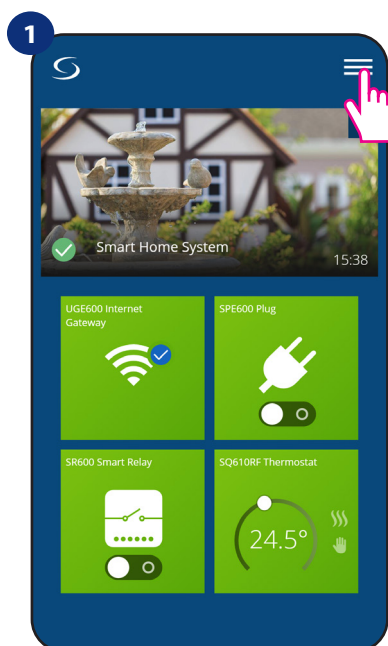 1
Smart Home System
15:38
UGE600 Internet
Gateway
SPE600 Plug
SR600 Smart Relay
SQ610RF Thermostat
24.5°